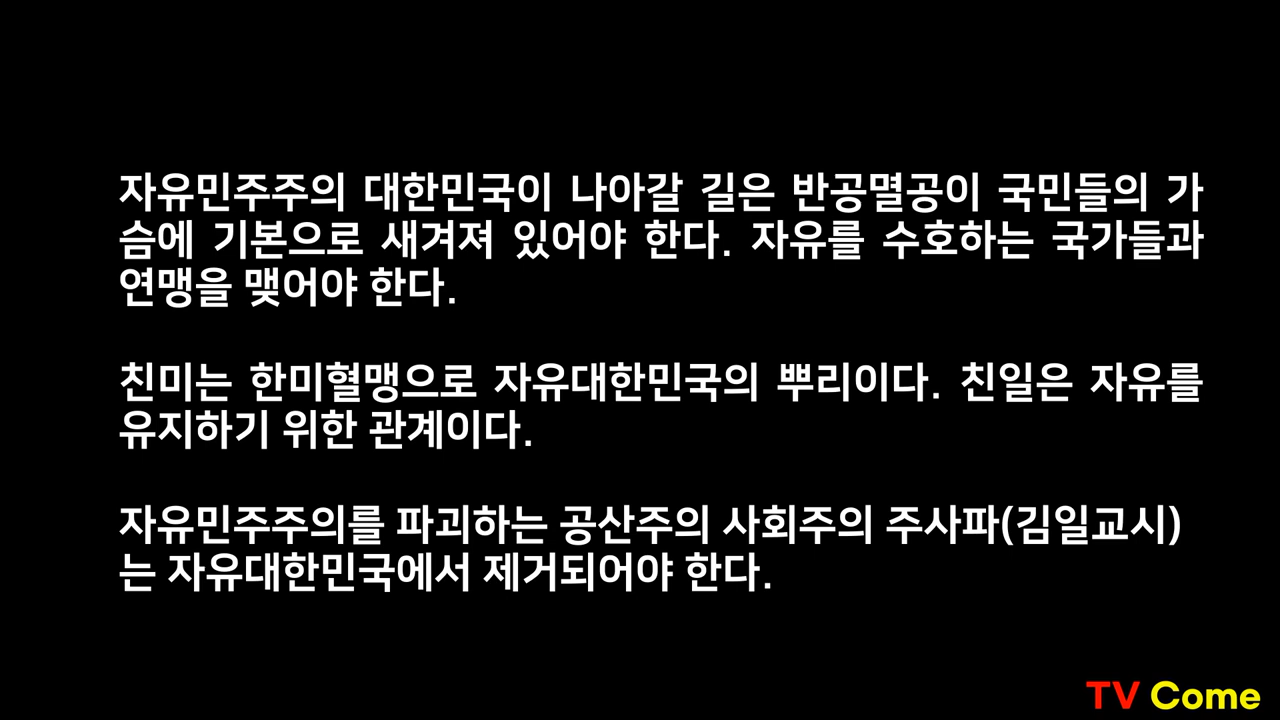 자유민주주의 대한민국이 나아갈 길은 반공멸공이 국민들의 가
슴에 기본으로 새겨져 있어야 한다. 자유를 수호하는 국가들과
연맹을 맺어야 한다.
친미는 한미혈맹으로 자유대한민국의 뿌리이다. 친일은 자유를
유지하기 위한 관계이다.
자유민주주의를 파괴하는 공산주의 사회주의 주사파(김일교시)
는 자유대한민국에서 제거되어야 한다.
TV Come